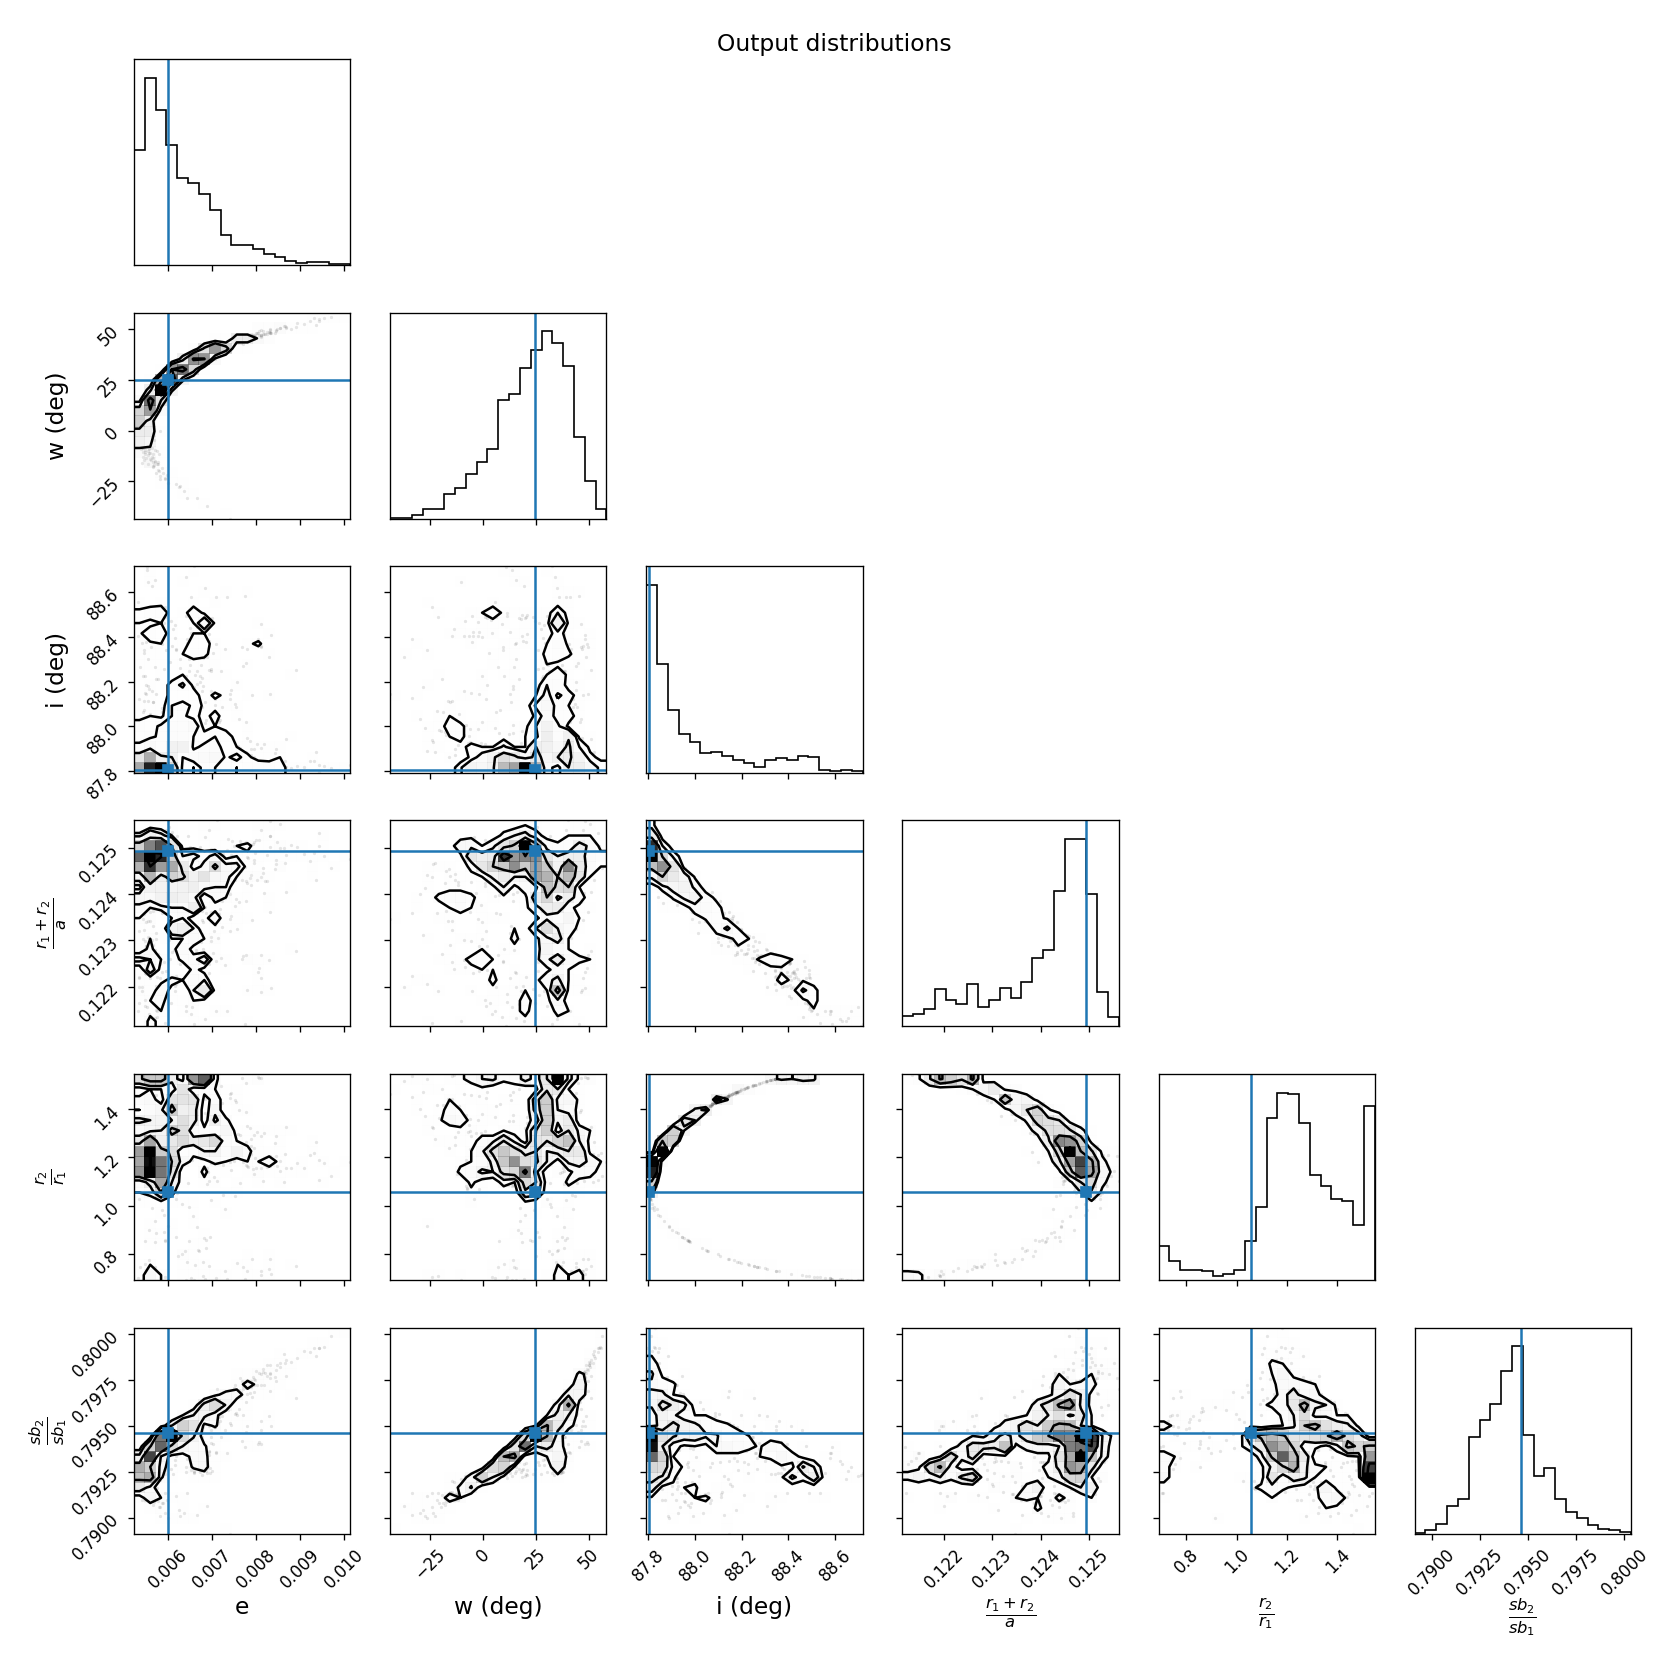 Output distributions
w (deg)
50
25
0
−25
i (deg)
88.6
88.4
88.2
88.0
87.8
r₁ + r₂
a
0.125
0.124
0.123
0.122
r₂
r₁
1.4
1.2
1.0
0.8
sb₂
sb₁
0.8000
0.7975
0.7950
0.7925
0.7900
0.006 0.007 0.008 0.009 0.010
−25 0 25 50
87.8 88.0 88.2 88.4 88.6
0.122 0.123 0.124 0.125
0.8 1.0 1.2 1.4
0.7900 0.7925 0.7950 0.7975 0.8000
e
w (deg)
i (deg)
r₁ + r₂
a
r₂
r₁
sb₂
sb₁